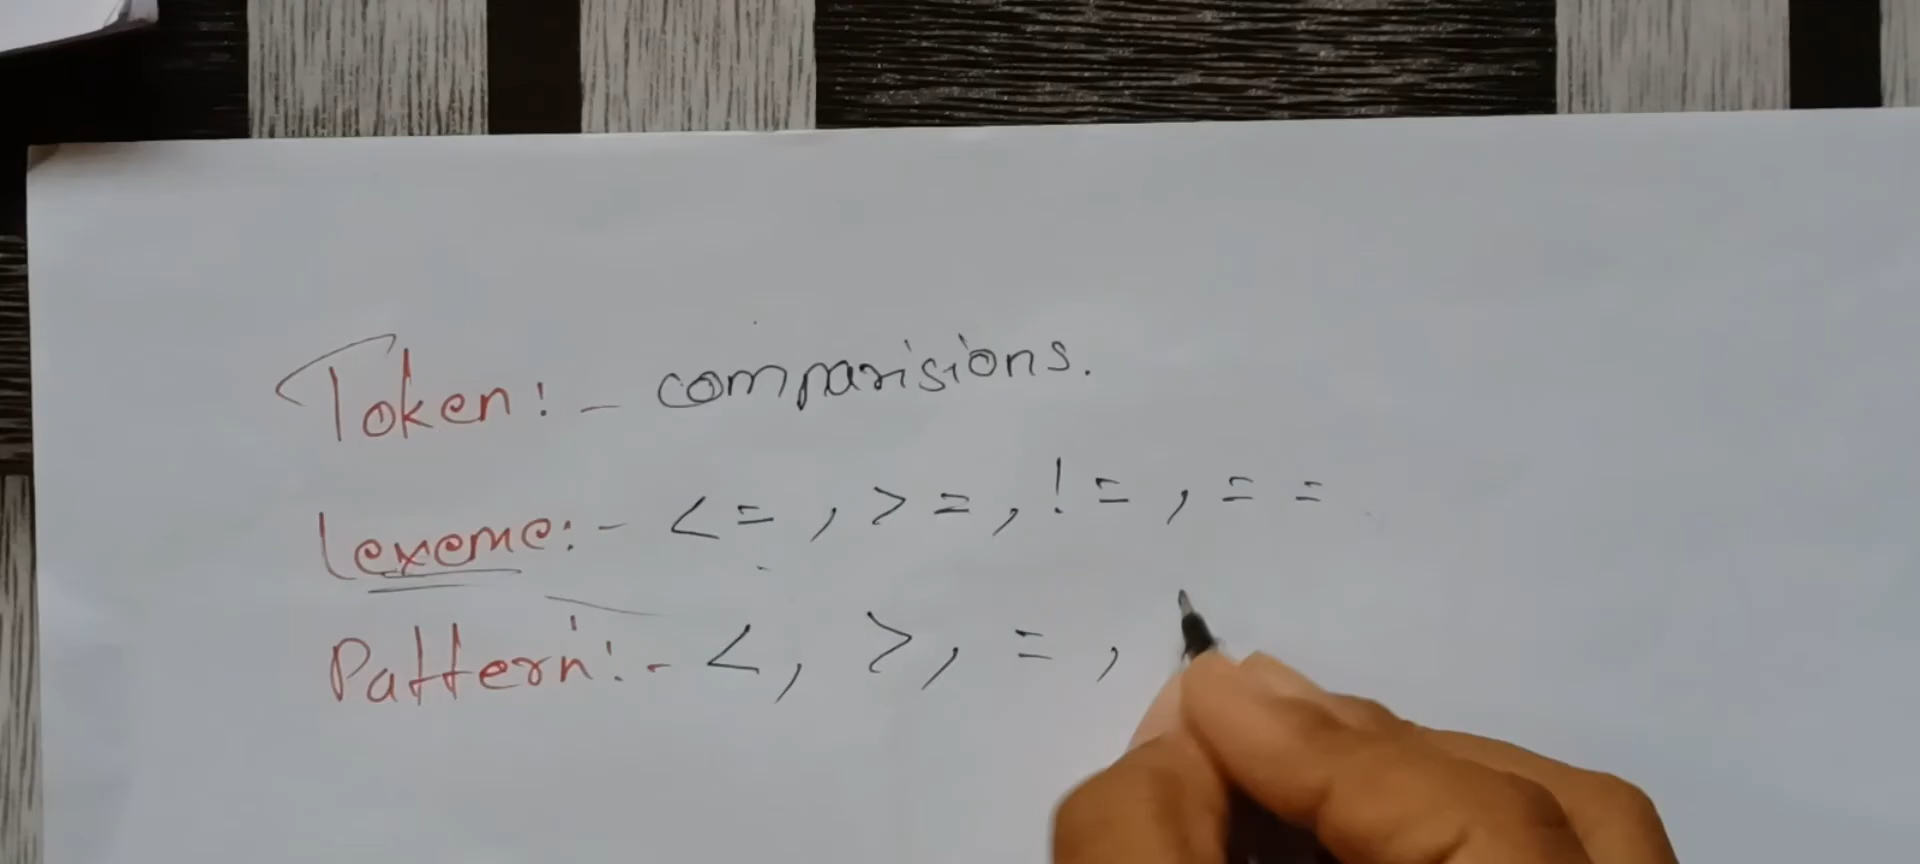 Token:- comparisions.
Lexeme:- <=, >=, !=, ==
Pattern:- <, >, =,